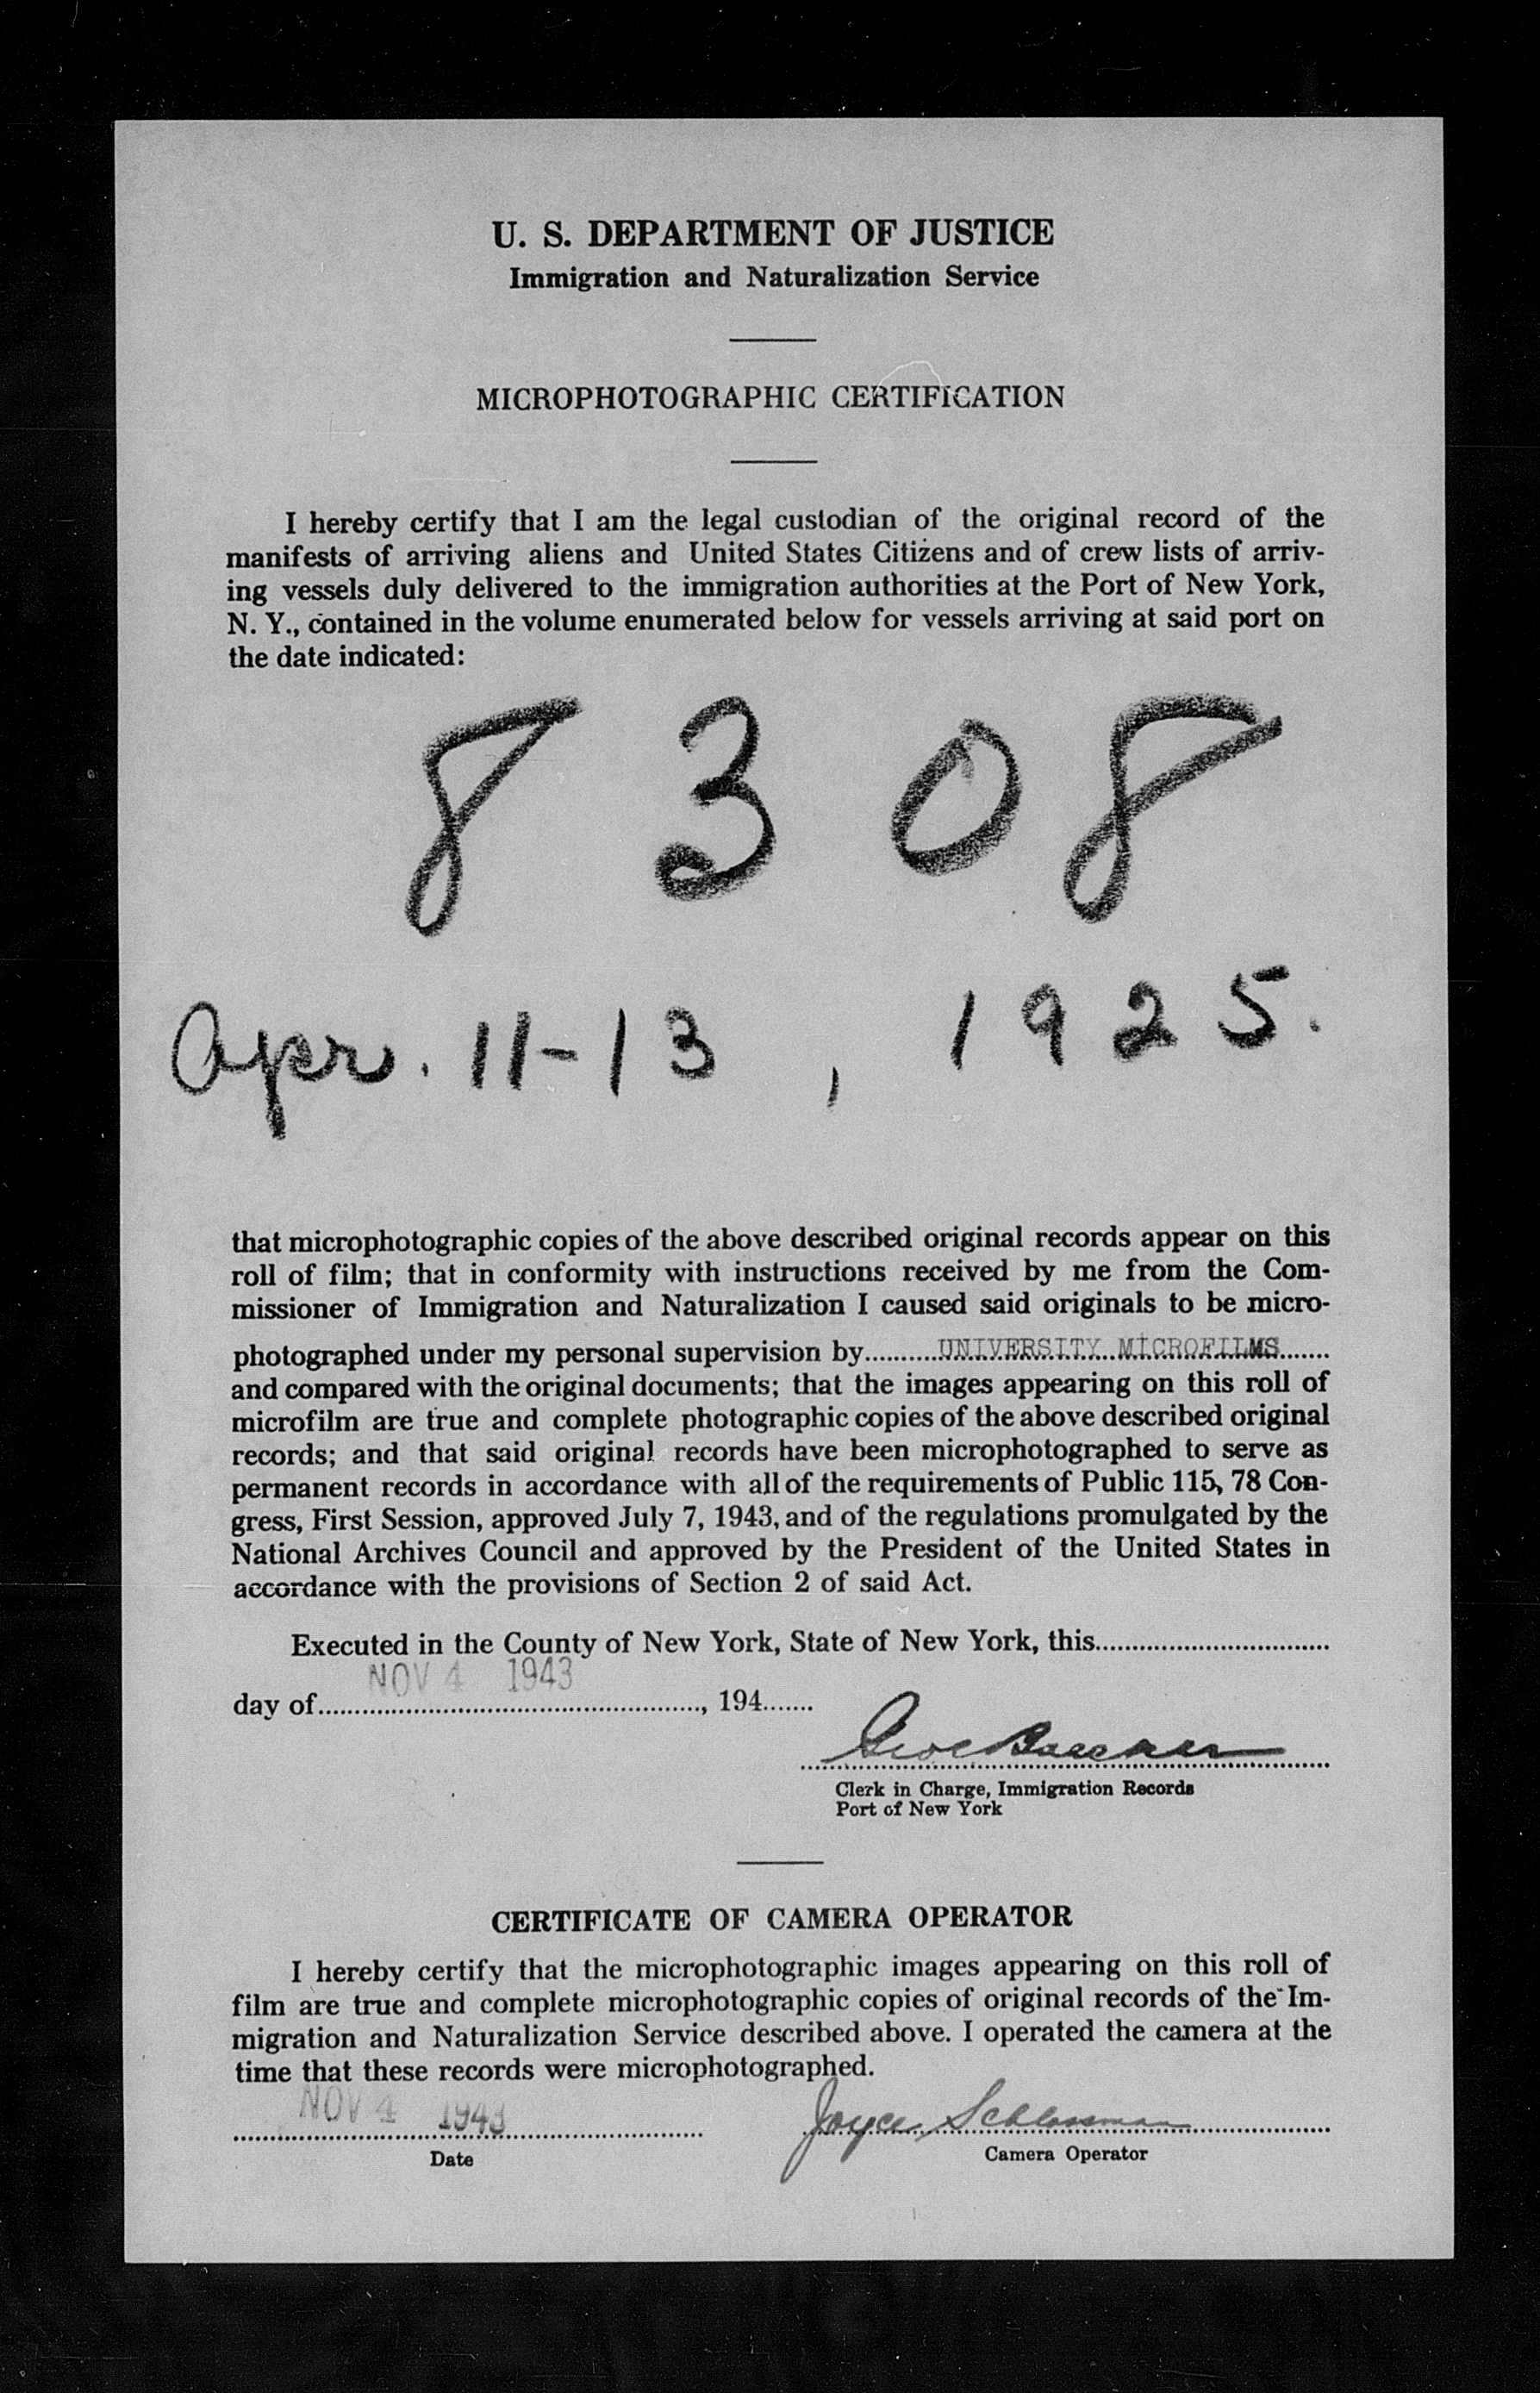 U. S. DEPARTMENT OF JUSTICE
Immigration and Naturalization Service
MICROPHOTOGRAPHIC CERTIFICATION
I hereby certify that I am the legal custodian of the original record of the
manifests of arriving aliens and United States Citizens and of crew lists of arriv-
ing vessels duly delivered to the immigration authorities at the Port of New York,
N. Y., contained in the volume enumerated below for vessels arriving at said port on
the date indicated:
8308
Apr. 11-13, 1925.
that microphotographic copies of the above described original records appear on this
roll of film; that in conformity with instructions received by me from the Com-
missioner of Immigration and Naturalization I caused said originals to be micro-
photographed under my personal supervision by UNIVERSITY MICROFILMS
and compared with the original documents; that the images appearing on this roll of
microfilm are true and complete photographic copies of the above described original
records; and that said original records have been microphotographed to serve as
permanent records in accordance with all of the requirements of Public 115, 78 Con-
gress, First Session, approved July 7, 1943, and of the regulations promulgated by the
National Archives Council and approved by the President of the United States in
accordance with the provisions of Section 2 of said Act.
Executed in the County of New York, State of New York, this
NOV 4 1943
day of , 194
Clerk in Charge, Immigration Records
Port of New York
CERTIFICATE OF CAMERA OPERATOR
I hereby certify that the microphotographic images appearing on this roll of
film are true and complete microphotographic copies of original records of the Im-
migration and Naturalization Service described above. I operated the camera at the
time that these records were microphotographed.
NOV 4 1943 Joyce Schlossman
Date Camera Operator